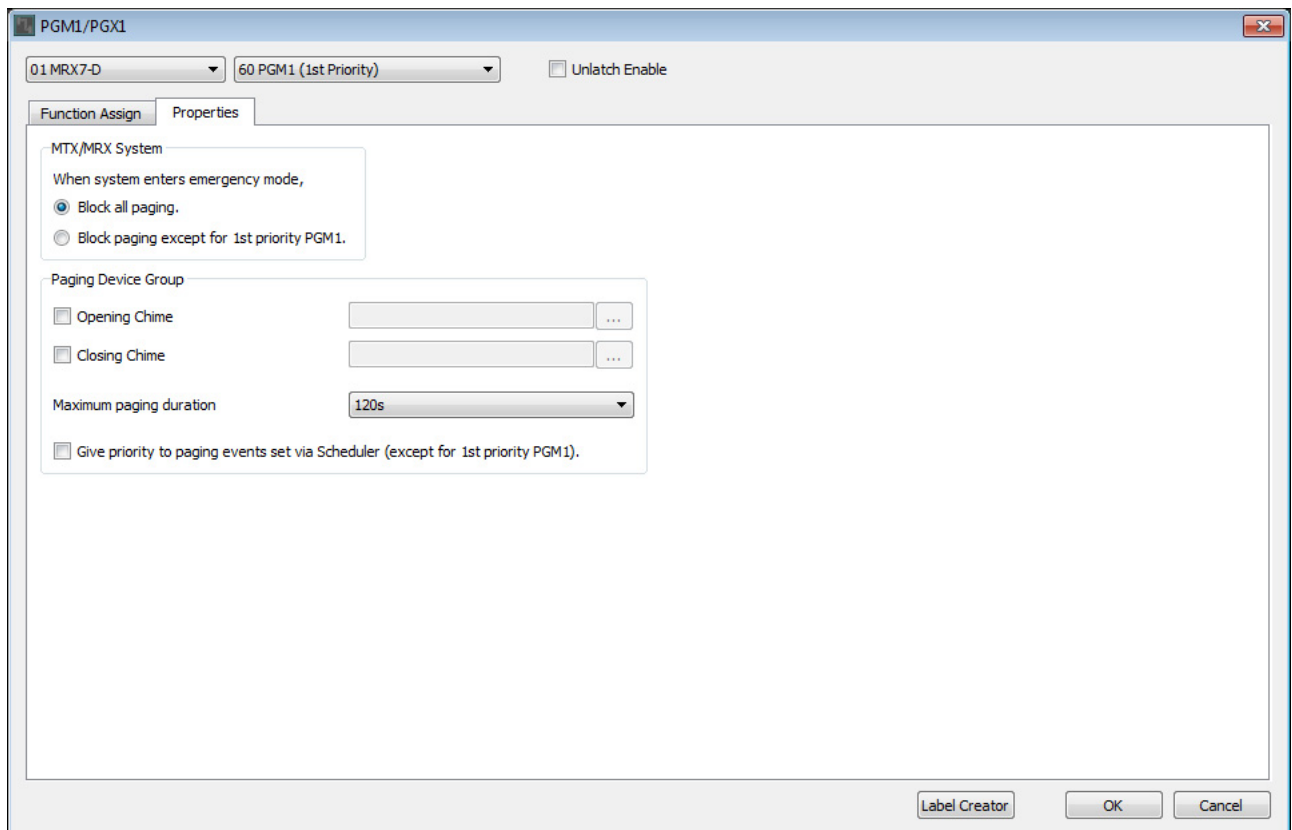 PGM1/PGX1
01 MRX7-D
60 PGM1 (1st Priority)
Unlatch Enable
Function Assign
Properties
MTX/MRX System
When system enters emergency mode,
Block all paging.
Block paging except for 1st priority PGM1.
Paging Device Group
Opening Chime
...
Closing Chime
...
Maximum paging duration
120s
Give priority to paging events set via Scheduler (except for 1st priority PGM1).
Label Creator
OK
Cancel